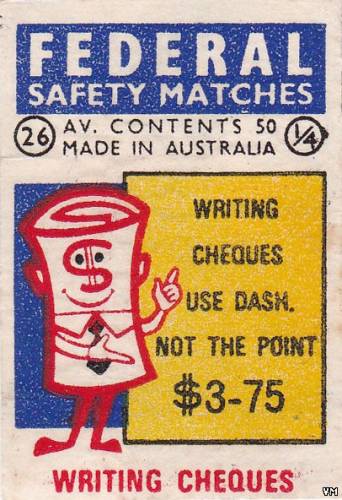 FEDERAL
SAFETY MATCHES
26 AV. CONTENTS 50 ¼
MADE IN AUSTRALIA
$
WRITING
CHEQUES
USE DASH.
NOT THE POINT
$3-75
WRITING CHEQUES
VM